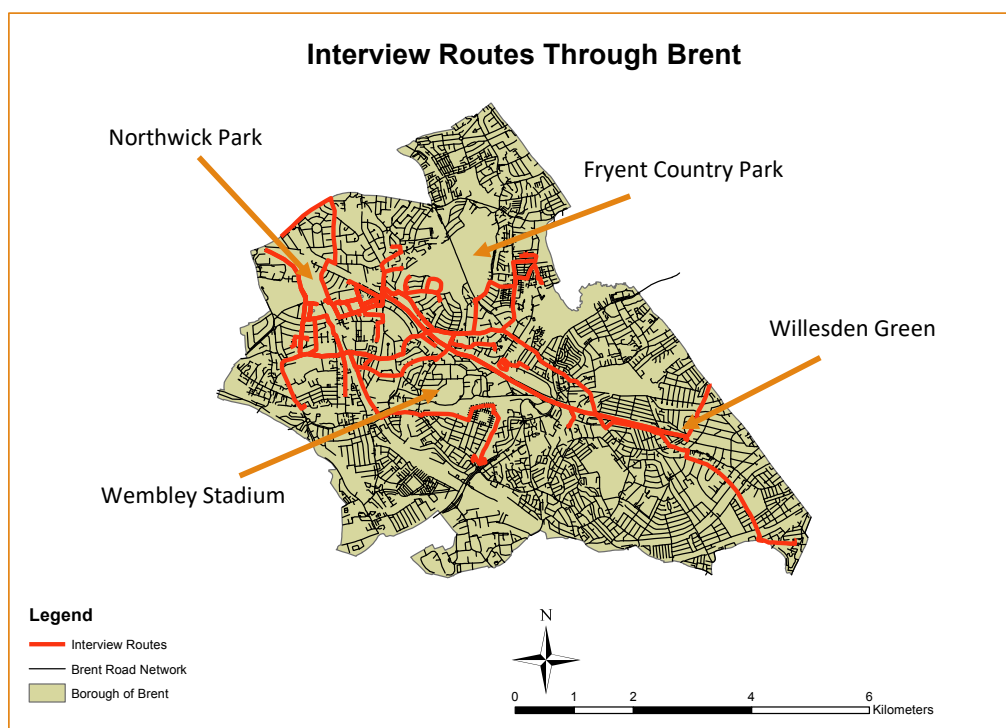 Interview Routes Through Brent
Northwick Park
Fryent Country Park
Willesden Green
Wembley Stadium
Legend
Interview Routes
Brent Road Network
Borough of Brent
N
0 1 2 4 6
Kilometers